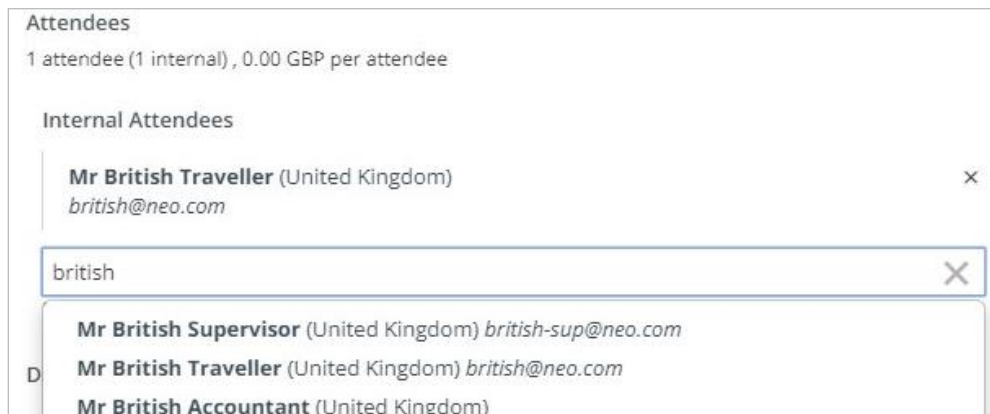 Attendees
1 attendee (1 internal) , 0.00 GBP per attendee
Internal Attendees
Mr British Traveller (United Kingdom)
british@neo.com
british
Mr British Supervisor (United Kingdom) british-sup@neo.com
D Mr British Traveller (United Kingdom) british@neo.com
Mr British Accountant (United Kingdom)